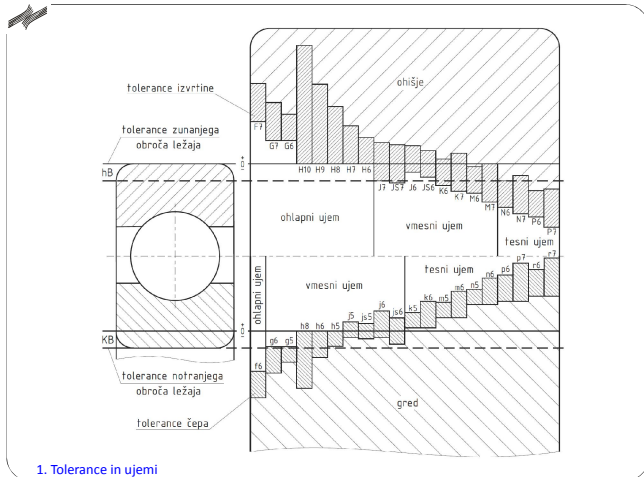 ohišje
tolerance izvrtine
F7
G7
G6
H10
H9
H8
H7
H6
J7
JS7
J6
JS6
K6
K7
M6
M7
N6
N7
P6
P7
tolerance zunanjega
obroča ležaja
+
0
-
hB
ohlapni ujem
vmesni ujem
tesni ujem
ohlapni ujem
vmesni ujem
tesni ujem
f6
g6
g5
h8
h6
h5
j5
js5
j6
js6
k5
k6
m5
m6
n5
n6
p6
p7
r6
r7
+
0
-
KB
tolerance notranjega
obroča ležaja
tolerance čepa
gred
1. Tolerance in ujemi